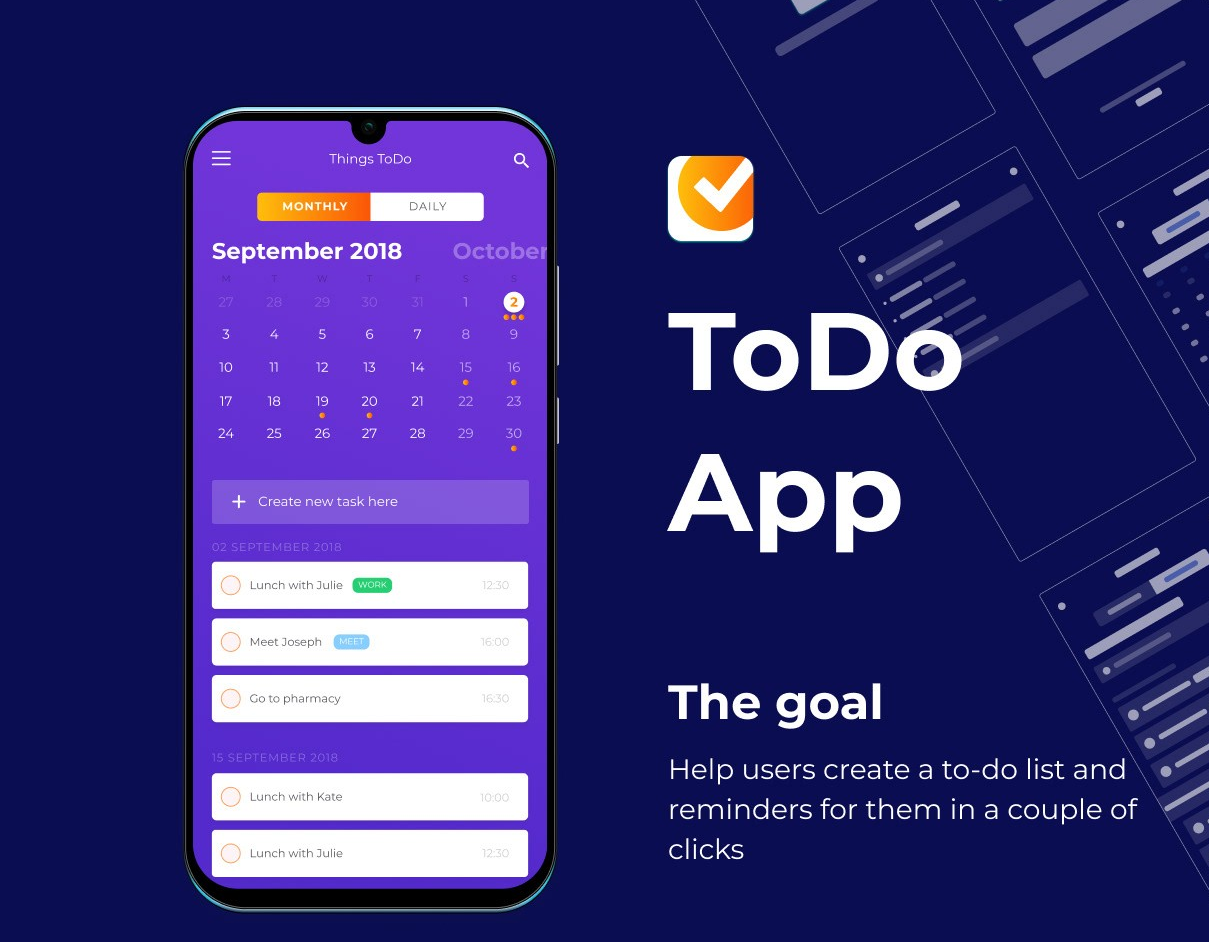 Things ToDo
MONTHLY DAILY
September 2018 October
M T W T F S S
27 28 29 30 31 1 2
3 4 5 6 7 8 9
10 11 12 13 14 15 16
17 18 19 20 21 22 23
24 25 26 27 28 29 30
+ Create new task here
02 SEPTEMBER 2018
Lunch with Julie WORK 12:30
Meet Joseph MEET 16:00
Go to pharmacy 16:30
15 SEPTEMBER 2018
Lunch with Kate 10:00
Lunch with Julie 12:30
ToDo
App
The goal
Help users create a to-do list and
reminders for them in a couple of
clicks